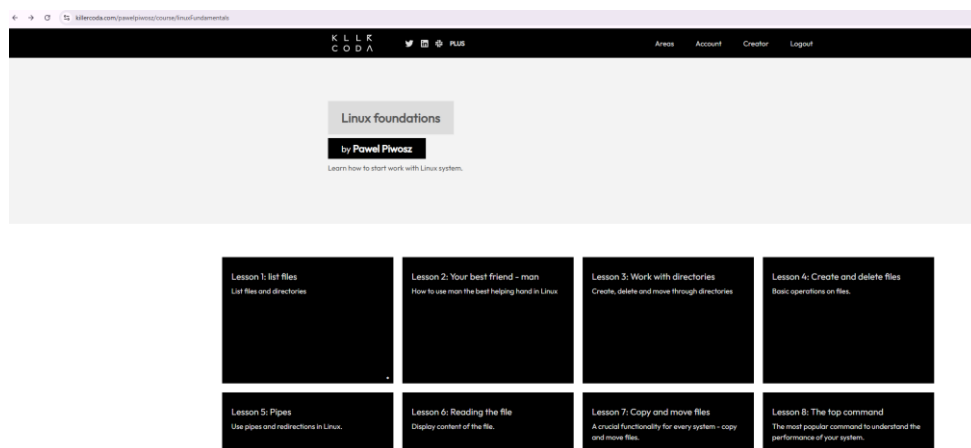 killercoda.com/pawelpiwosz/course/linuxFundamentals
KLLR
CODA
PLUS
Areas
Account
Creator
Logout
Linux foundations
by Pawel Piwosz
Learn how to start work with Linux system.
Lesson 1: list files
List files and directories
Lesson 2: Your best friend - man
How to use man the best helping hand in Linux
Lesson 3: Work with directories
Create, delete and move through directories
Lesson 4: Create and delete files
Basic operations on files.
Lesson 5: Pipes
Use pipes and redirections in Linux.
Lesson 6: Reading the file
Display content of the file.
Lesson 7: Copy and move files
A crucial functionality for every system - copy
and move files.
Lesson 8: The top command
The most popular command to understand the
performance of your system.